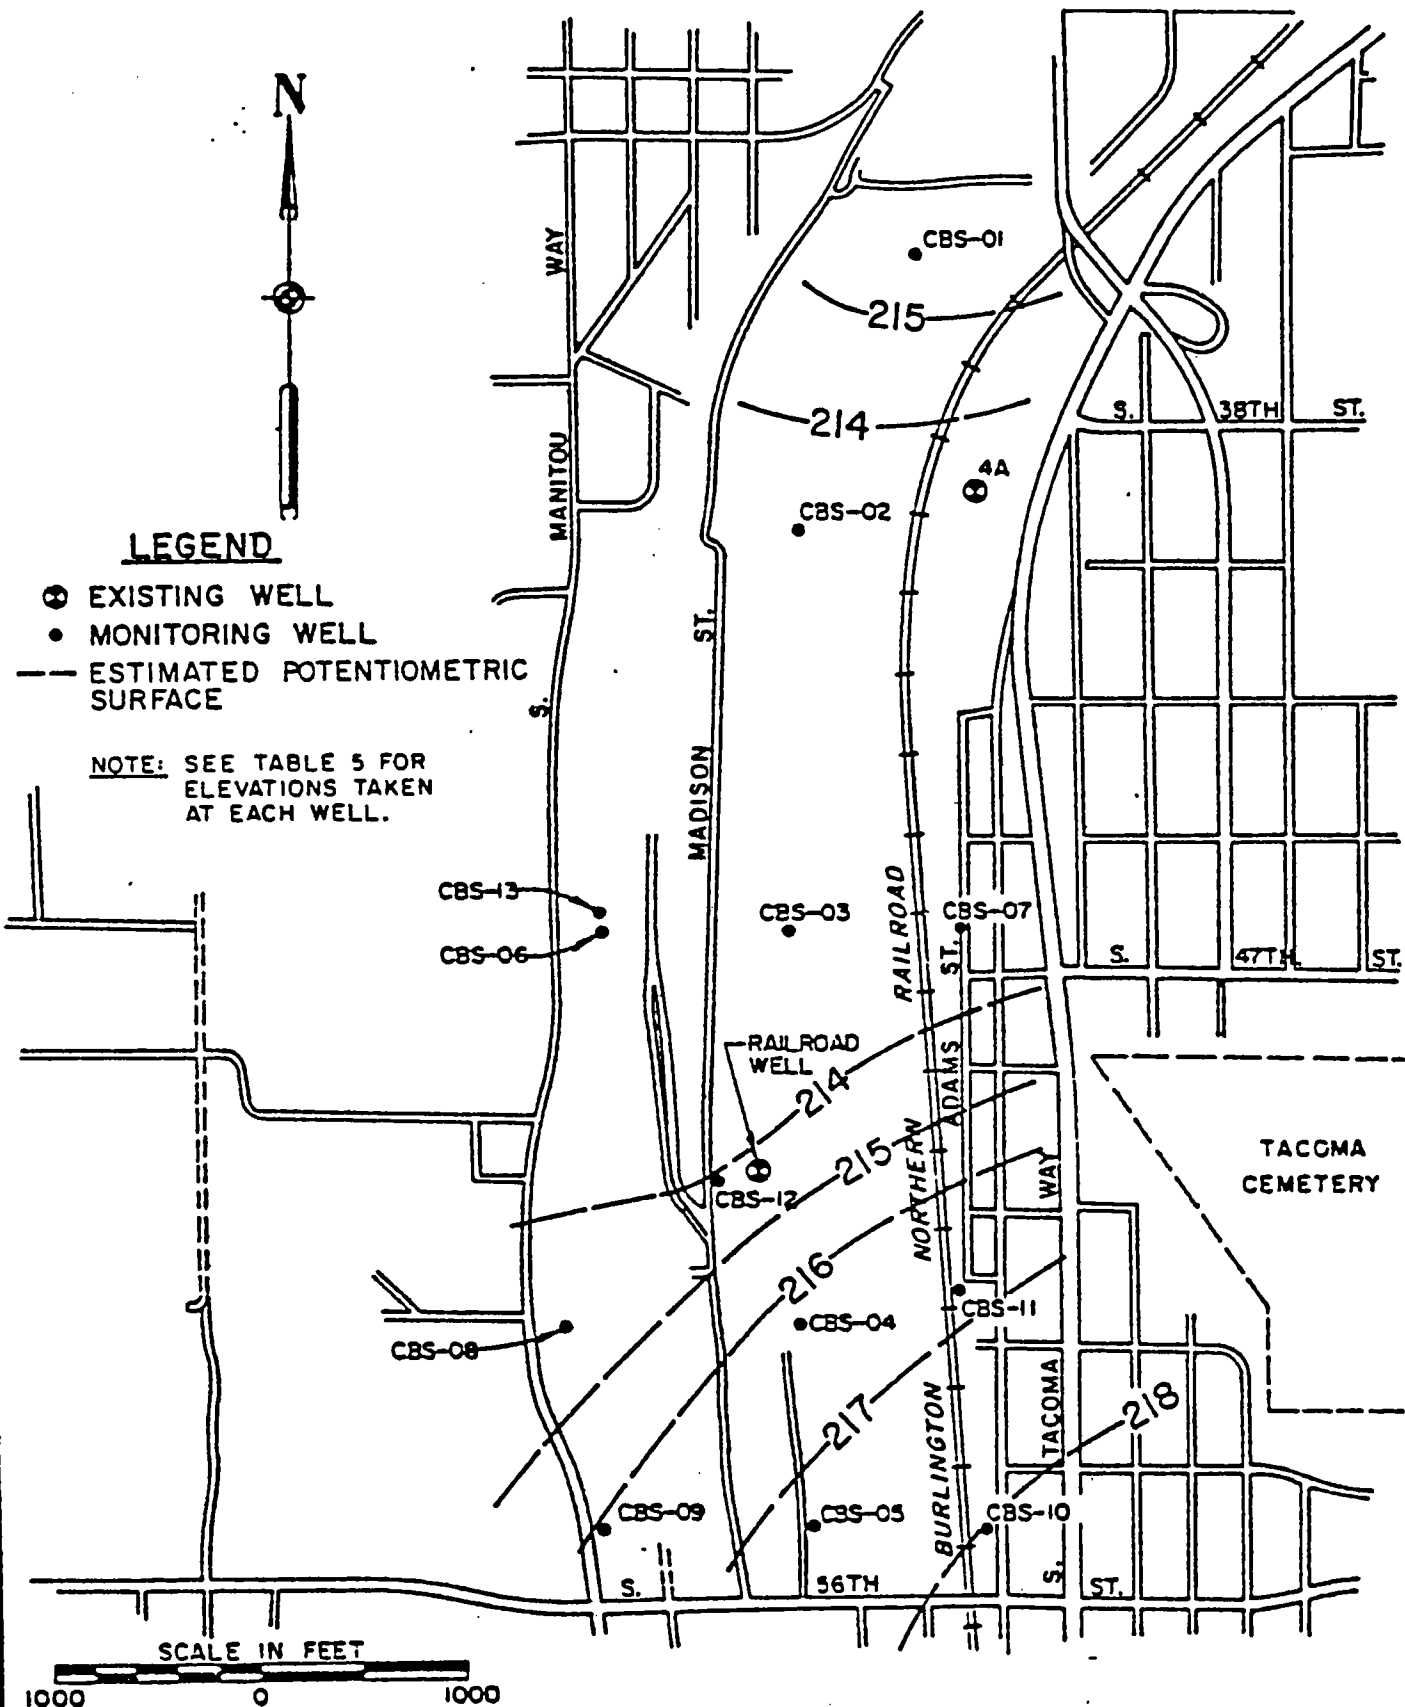 N
CBS-01
WAY
215
214
S. 38TH ST.
4A
CBS-02
MANITOU
LEGEND
EXISTING WELL
MONITORING WELL
ESTIMATED POTENTIOMETRIC
SURFACE
ST.
S.
NOTE: SEE TABLE 5 FOR
ELEVATIONS TAKEN
AT EACH WELL.
MADISON
CBS-13
CBS-03
CBS-07
RAILROAD
CBS-06
ST.
S. 47TH ST.
RAILROAD
WELL
214
ADAMS
215
NORTHERN
WAY
TACOMA
CEMETERY
CBS-12
216
CBS-11
CBS-04
CBS-08
217
218
BURLINGTON
TACOMA
CBS-09
CBS-05
CBS-10
S.
S. 56TH ST.
SCALE IN FEET
1000 0 1000